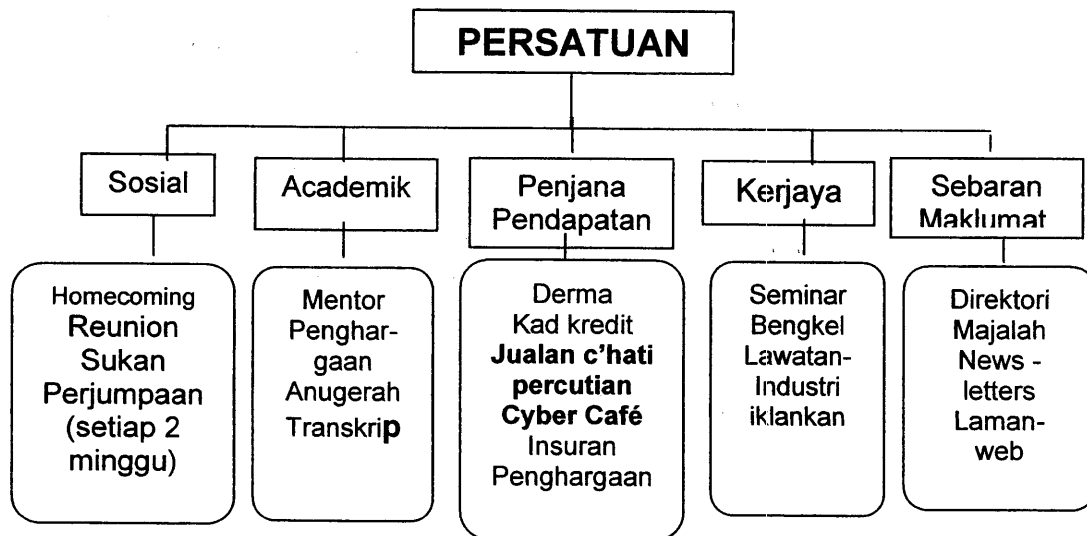 PERSATUAN
Sosial
Academik
Penjana
Pendapatan
Kerjaya
Sebaran
Maklumat
Homecoming
Reunion
Sukan
Perjumpaan
(setiap 2
minggu)
Mentor
Penghar-
gaan
Anugerah
Transkrip
Derma
Kad kredit
Jualan c'hati
percutian
Cyber Café
Insuran
Penghargaan
Seminar
Bengkel
Lawatan-
Industri
iklankan
Direktori
Majalah
News -
letters
Laman-
web